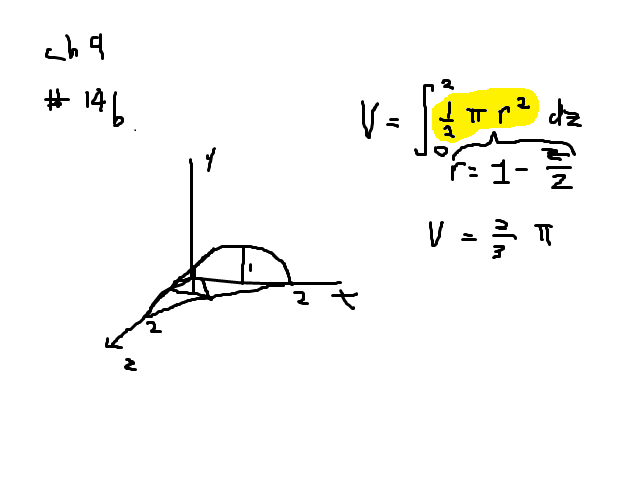 ch 9
# 14b
V = ∫₀² ½ π r² dz
r = 1 - z/2
V = 2/3 π
y
1
2
x
2
z